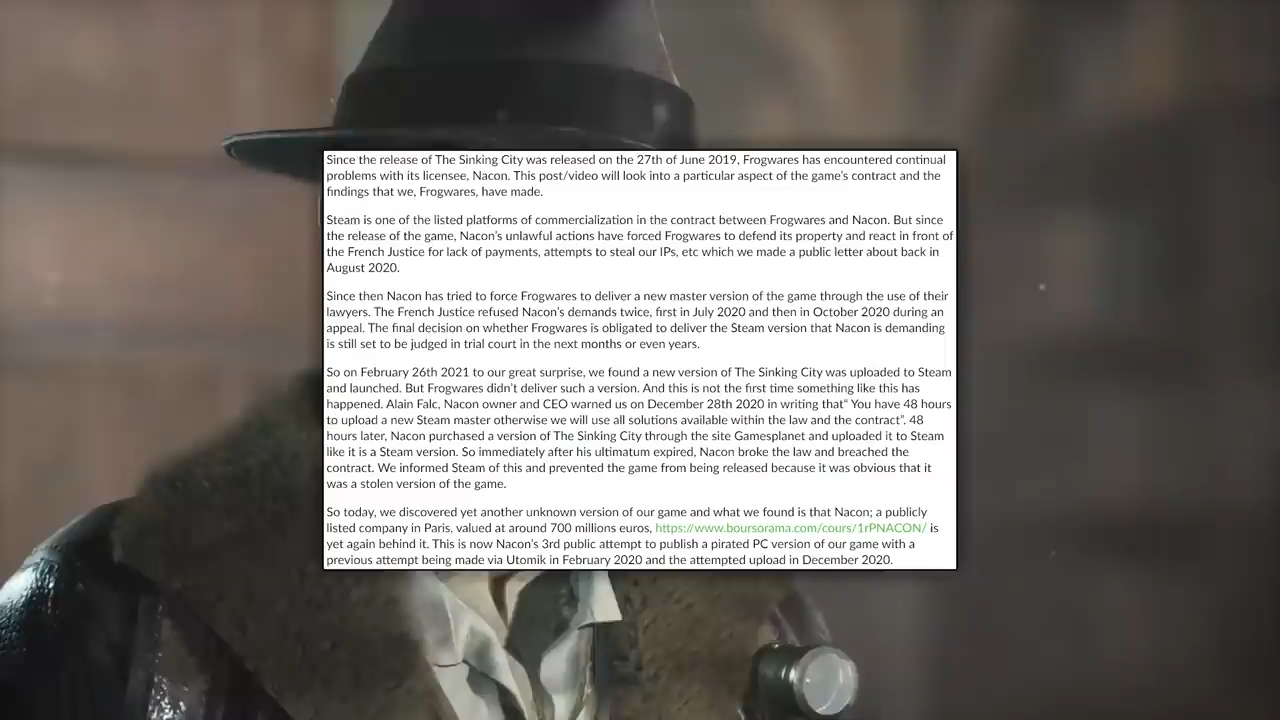 Since the release of The Sinking City was released on the 27th of June 2019, Frogwares has encountered continual
problems with its licensee, Nacon. This post/video will look into a particular aspect of the game's contract and the
findings that we, Frogwares, have made.
Steam is one of the listed platforms of commercialization in the contract between Frogwares and Nacon. But since
the release of the game, Nacon's unlawful actions have forced Frogwares to defend its property and react in front of
the French Justice for lack of payments, attempts to steal our IPs, etc which we made a public letter about back in
August 2020.
Since then Nacon has tried to force Frogwares to deliver a new master version of the game through the use of their
lawyers. The French Justice refused Nacon's demands twice, first in July 2020 and then in October 2020 during an
appeal. The final decision on whether Frogwares is obligated to deliver the Steam version that Nacon is demanding
is still set to be judged in trial court in the next months or even years.
So on February 26th 2021 to our great surprise, we found a new version of The Sinking City was uploaded to Steam
and launched. But Frogwares didn't deliver such a version. And this is not the first time something like this has
happened. Alain Falc, Nacon owner and CEO warned us on December 28th 2020 in writing that“ You have 48 hours
to upload a new Steam master otherwise we will use all solutions available within the law and the contract”. 48
hours later, Nacon purchased a version of The Sinking City through the site Gamesplanet and uploaded it to Steam
like it is a Steam version. So immediately after his ultimatum expired, Nacon broke the law and breached the
contract. We informed Steam of this and prevented the game from being released because it was obvious that it
was a stolen version of the game.
So today, we discovered yet another unknown version of our game and what we found is that Nacon; a publicly
listed company in Paris, valued at around 700 millions euros, https://www.boursorama.com/cours/1rPNACON/ is
yet again behind it. This is now Nacon's 3rd public attempt to publish a pirated PC version of our game with a
previous attempt being made via Utomik in February 2020 and the attempted upload in December 2020.